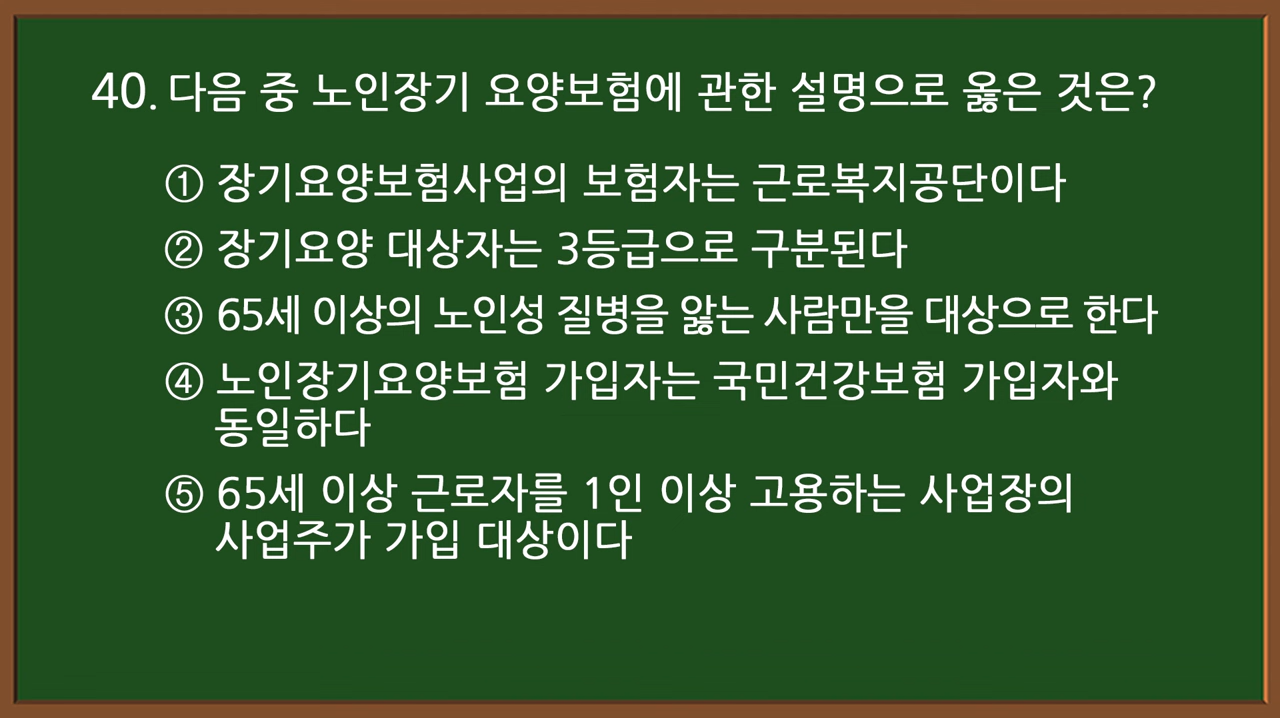 40. 다음 중 노인장기 요양보험에 관한 설명으로 옳은 것은?
① 장기요양보험사업의 보험자는 근로복지공단이다
② 장기요양 대상자는 3등급으로 구분된다
③ 65세 이상의 노인성 질병을 앓는 사람만을 대상으로 한다
④ 노인장기요양보험 가입자는 국민건강보험 가입자와
동일하다
⑤ 65세 이상 근로자를 1인 이상 고용하는 사업장의
사업주가 가입 대상이다